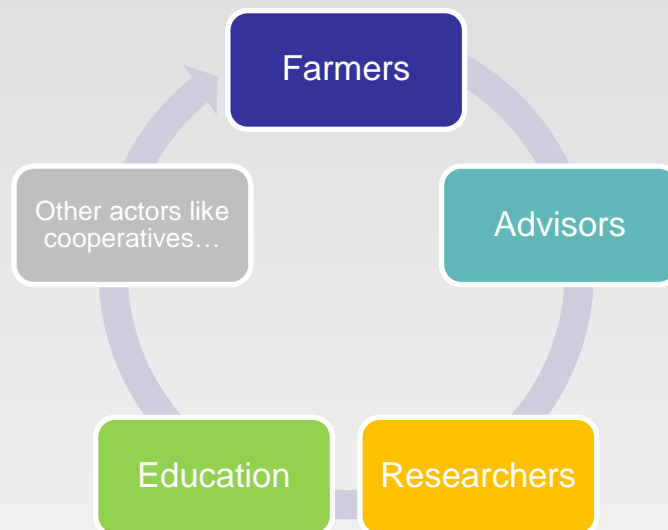 Farmers
Advisors
Researchers
Education
Other actors like
cooperatives…